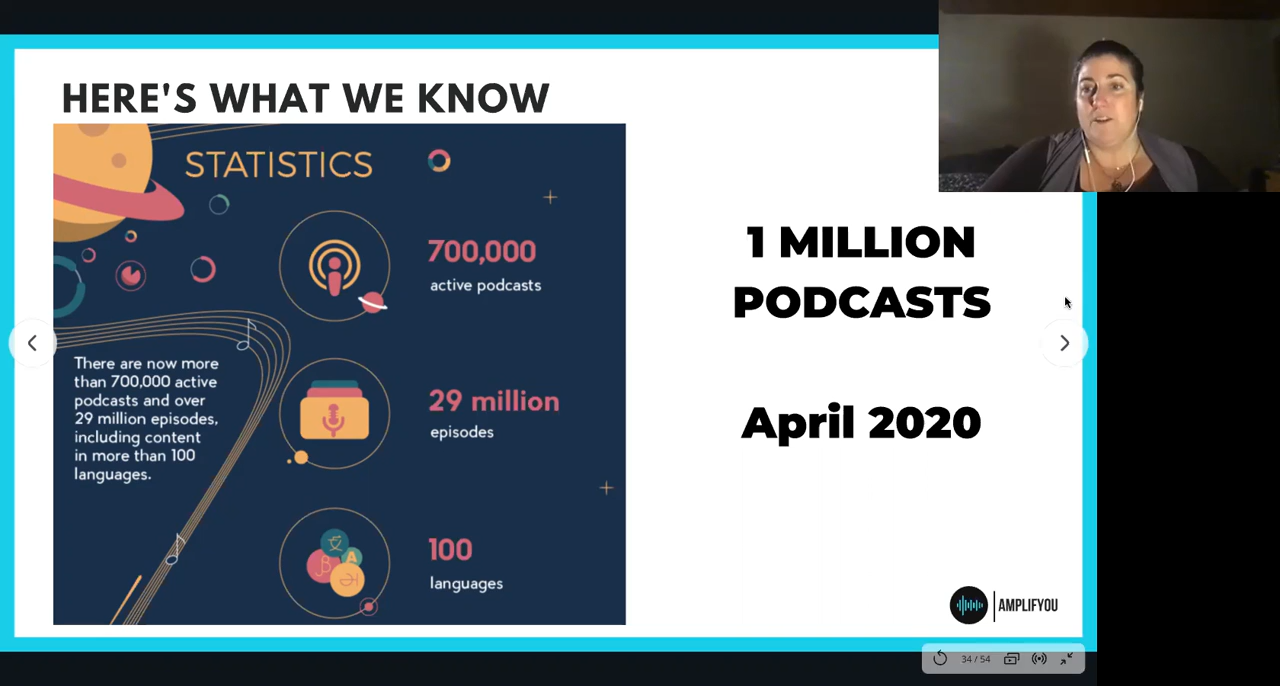 HERE'S WHAT WE KNOW
STATISTICS
700,000
active podcasts
There are now more
than 700,000 active
podcasts and over
29 million episodes,
including content
in more than 100
languages.
29 million
episodes
100
languages
A
1 MILLION
PODCASTS
April 2020
AMPLIFYOU
34 / 54